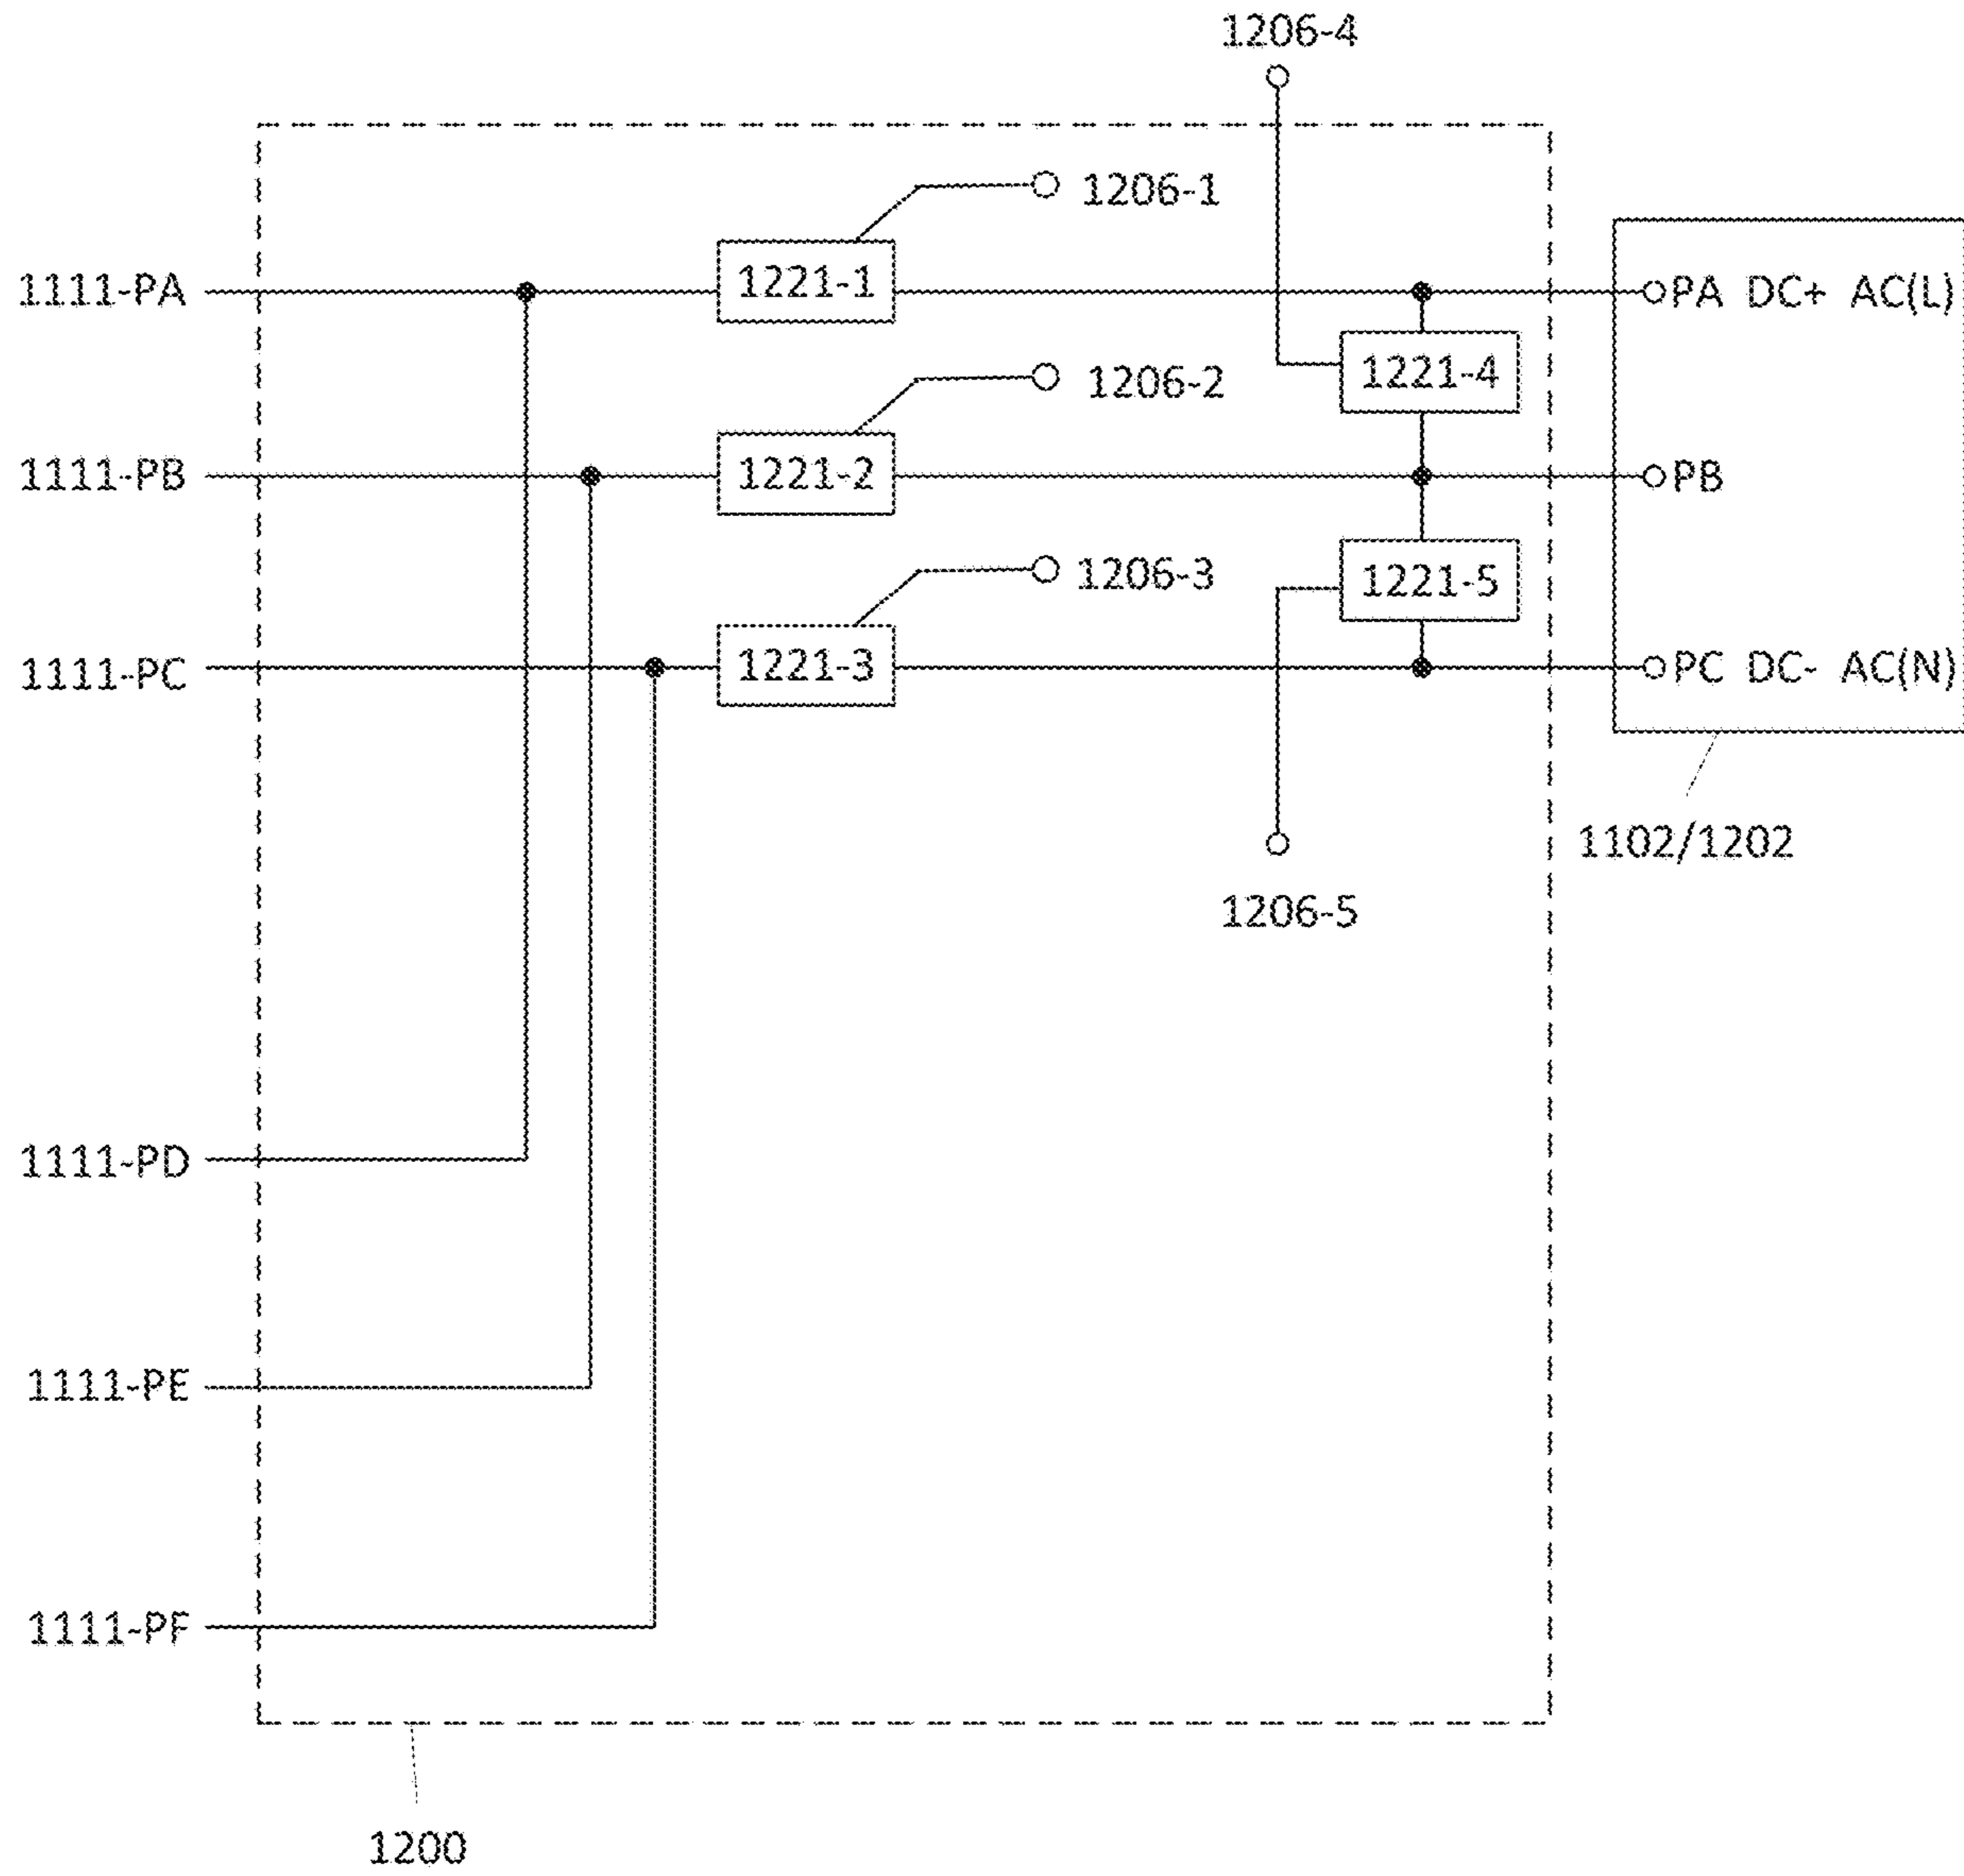 1206-4
1206-1
1111-PA
1221-1
PA DC+ AC(L)
1221-4
1206-2
1111-PB
1221-2
PB
1206-3
1221-5
1111-PC
1221-3
PC DC- AC(N)
1102/1202
1206-5
1111-PD
1111-PE
1111-PF
1200